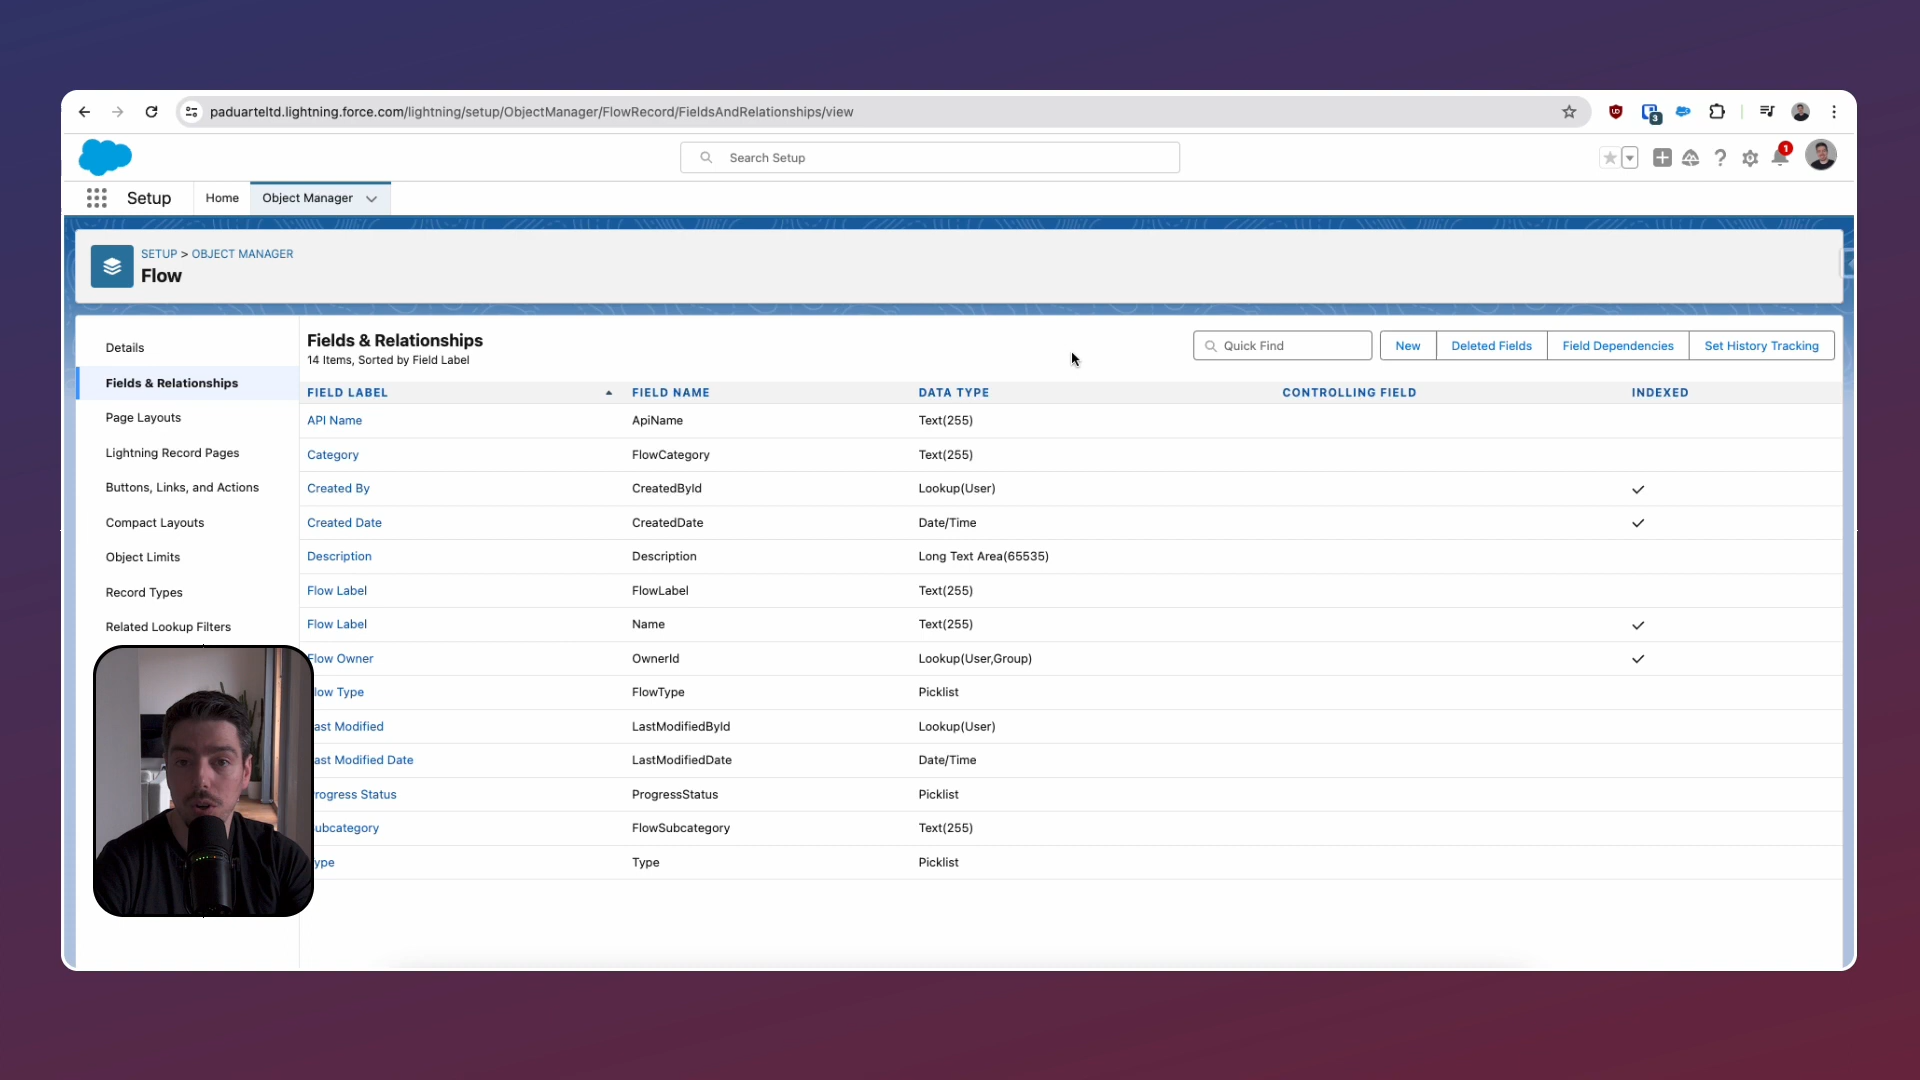 paduarteltd.lightning.force.com/lightning/setup/ObjectManager/FlowRecord/FieldsAndRelationships/view
3
Search Setup
1
Setup
Home
Object Manager
SETUP > OBJECT MANAGER
Flow
Details
Fields & Relationships
Page Layouts
Lightning Record Pages
Buttons, Links, and Actions
Compact Layouts
Object Limits
Record Types
Related Lookup Filters
Fields & Relationships
14 Items, Sorted by Field Label
Quick Find
New
Deleted Fields
Field Dependencies
Set History Tracking
FIELD LABEL FIELD NAME DATA TYPE CONTROLLING FIELD INDEXED
API Name ApiName Text(255)
Category FlowCategory Text(255)
Created By CreatedById Lookup(User)
Created Date CreatedDate Date/Time
Description Description Long Text Area(65535)
Flow Label FlowLabel Text(255)
Flow Label Name Text(255)
Flow Owner OwnerId Lookup(User,Group)
low Type FlowType Picklist
ast Modified LastModifiedById Lookup(User)
ast Modified Date LastModifiedDate Date/Time
rogress Status ProgressStatus Picklist
ubcategory FlowSubcategory Text(255)
ype Type Picklist